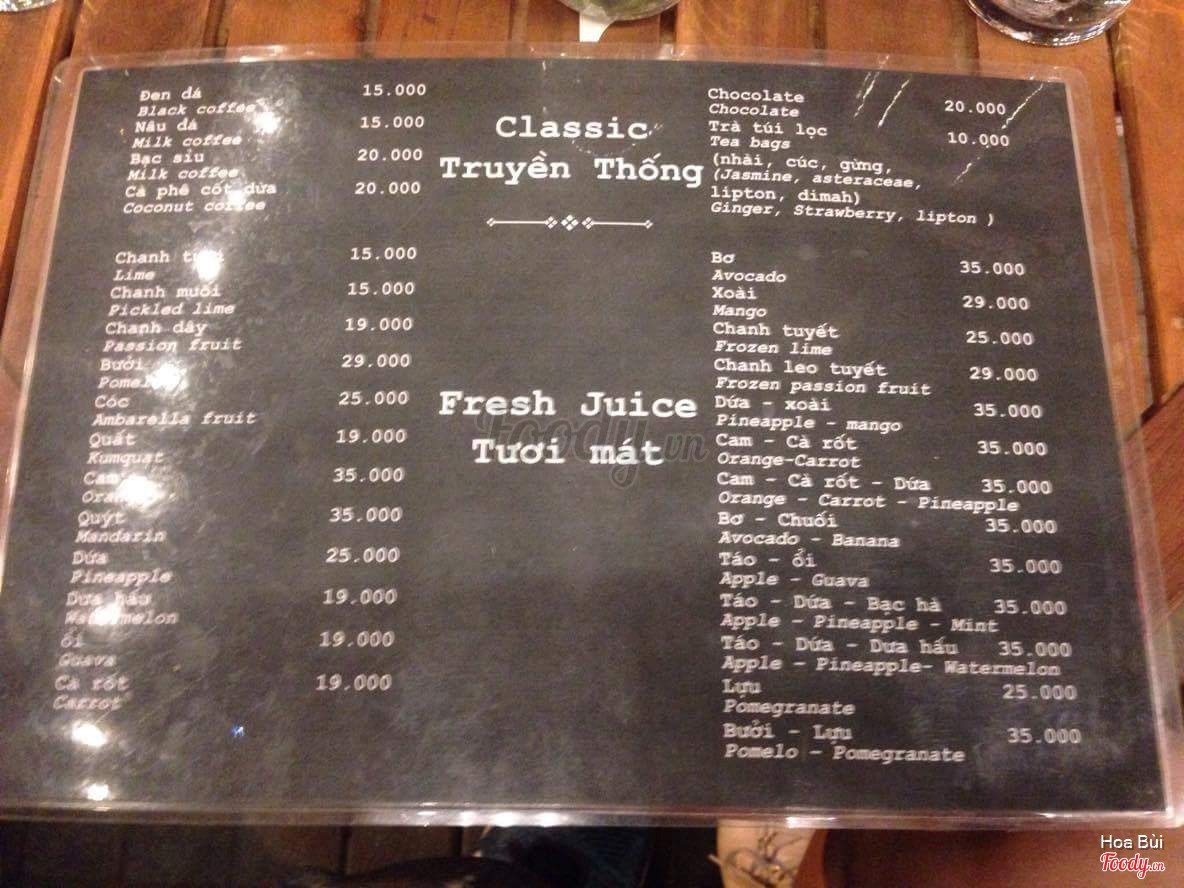 Classic
Truyền Thống
Đen đá 15.000
Black coffee
Nâu đá 15.000
Milk coffee
Bạc sỉu 20.000
Milk coffee
Cà phê cốt dừa 20.000
Coconut coffee
Chocolate 20.000
Chocolate
Trà túi lọc 10.000
Tea bags
(nhài, cúc, gừng,
(Jasmine, asteraceae,
lipton, dimah)
Ginger, Strawberry, lipton )
Fresh Juice
Tươi mát
Chanh tươi 15.000
Lime
Chanh muối 15.000
Pickled lime
Chanh dây 19.000
Passion fruit
Bưởi 29.000
Pomelo
Cóc 25.000
Ambarella fruit
Quất 19.000
Kumquat
Cam 35.000
Orange
Quýt 35.000
Mandarin
Dứa 25.000
Pineapple
Dưa hấu 19.000
Watermelon
ổi 19.000
Guava
Cà rốt 19.000
Carrot
Bơ 35.000
Avocado
Xoài 29.000
Mango
Chanh tuyết 25.000
Frozen lime
Chanh leo tuyết 29.000
Frozen passion fruit
Dứa - xoài 35.000
Pineapple - mango
Cam - Cà rốt 35.000
Orange-Carrot
Cam - Cà rốt - Dứa 35.000
Orange - Carrot - Pineapple
Bơ - Chuối 35.000
Avocado - Banana
Táo - ổi 35.000
Apple - Guava
Táo - Dứa - Bạc hà 35.000
Apple - Pineapple - Mint
Táo - Dứa - Dưa hấu 35.000
Apple - Pineapple- Watermelon
Lựu 25.000
Pomegranate
Bưởi - Lựu 35.000
Pomelo - Pomegranate
Foody.vn
Hoa Bùi
Foody.vn